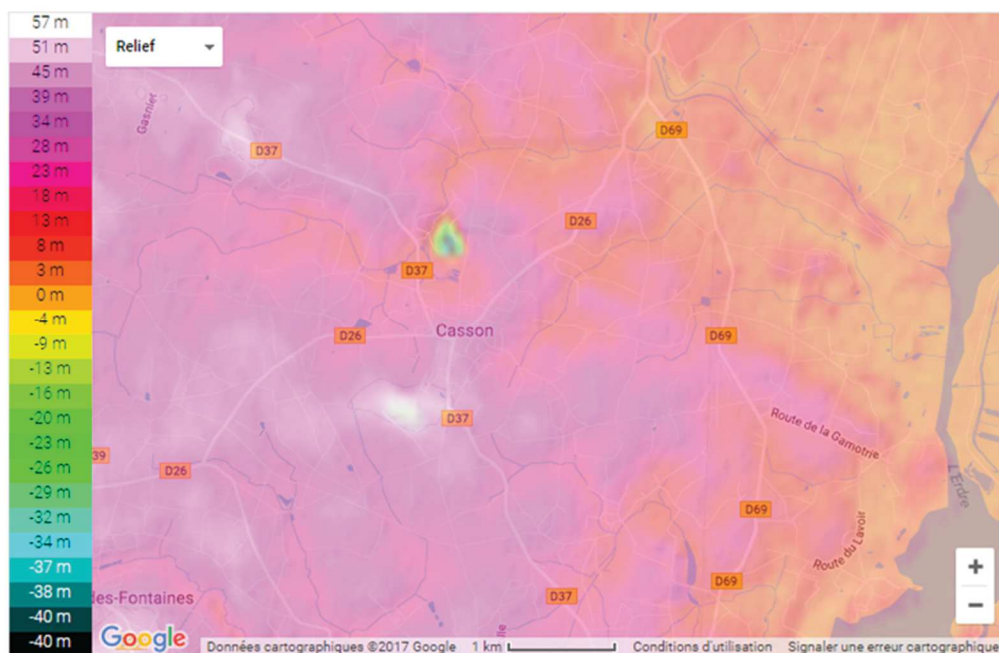 57 m
51 m
45 m
39 m
34 m
28 m
23 m
18 m
13 m
8 m
3 m
0 m
-4 m
-9 m
-13 m
-16 m
-20 m
-23 m
-26 m
-29 m
-32 m
-34 m
-37 m
-38 m
-40 m
-40 m
Relief
Gasnier
D37
D69
D26
D37
Casson
D26
D69
D37
Route de la Gamotrie
39
D26
L'Erdre
D69
Route du Lavoir
D69
D37
des-Fontaines
lle
+
−
Google
Données cartographiques ©2017 Google 1 km Conditions d'utilisation Signaler une erreur cartographique